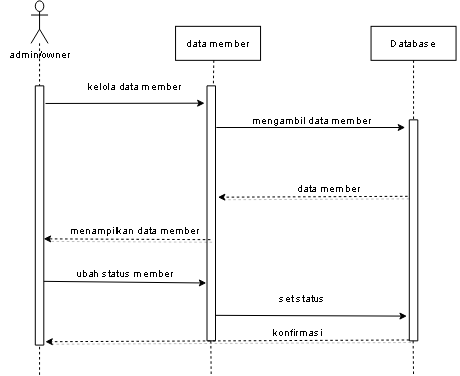 admin/owner
data member
Database
kelola data member
mengambil data member
data member
menampilkan data member
ubah status member
set status
konfirmasi